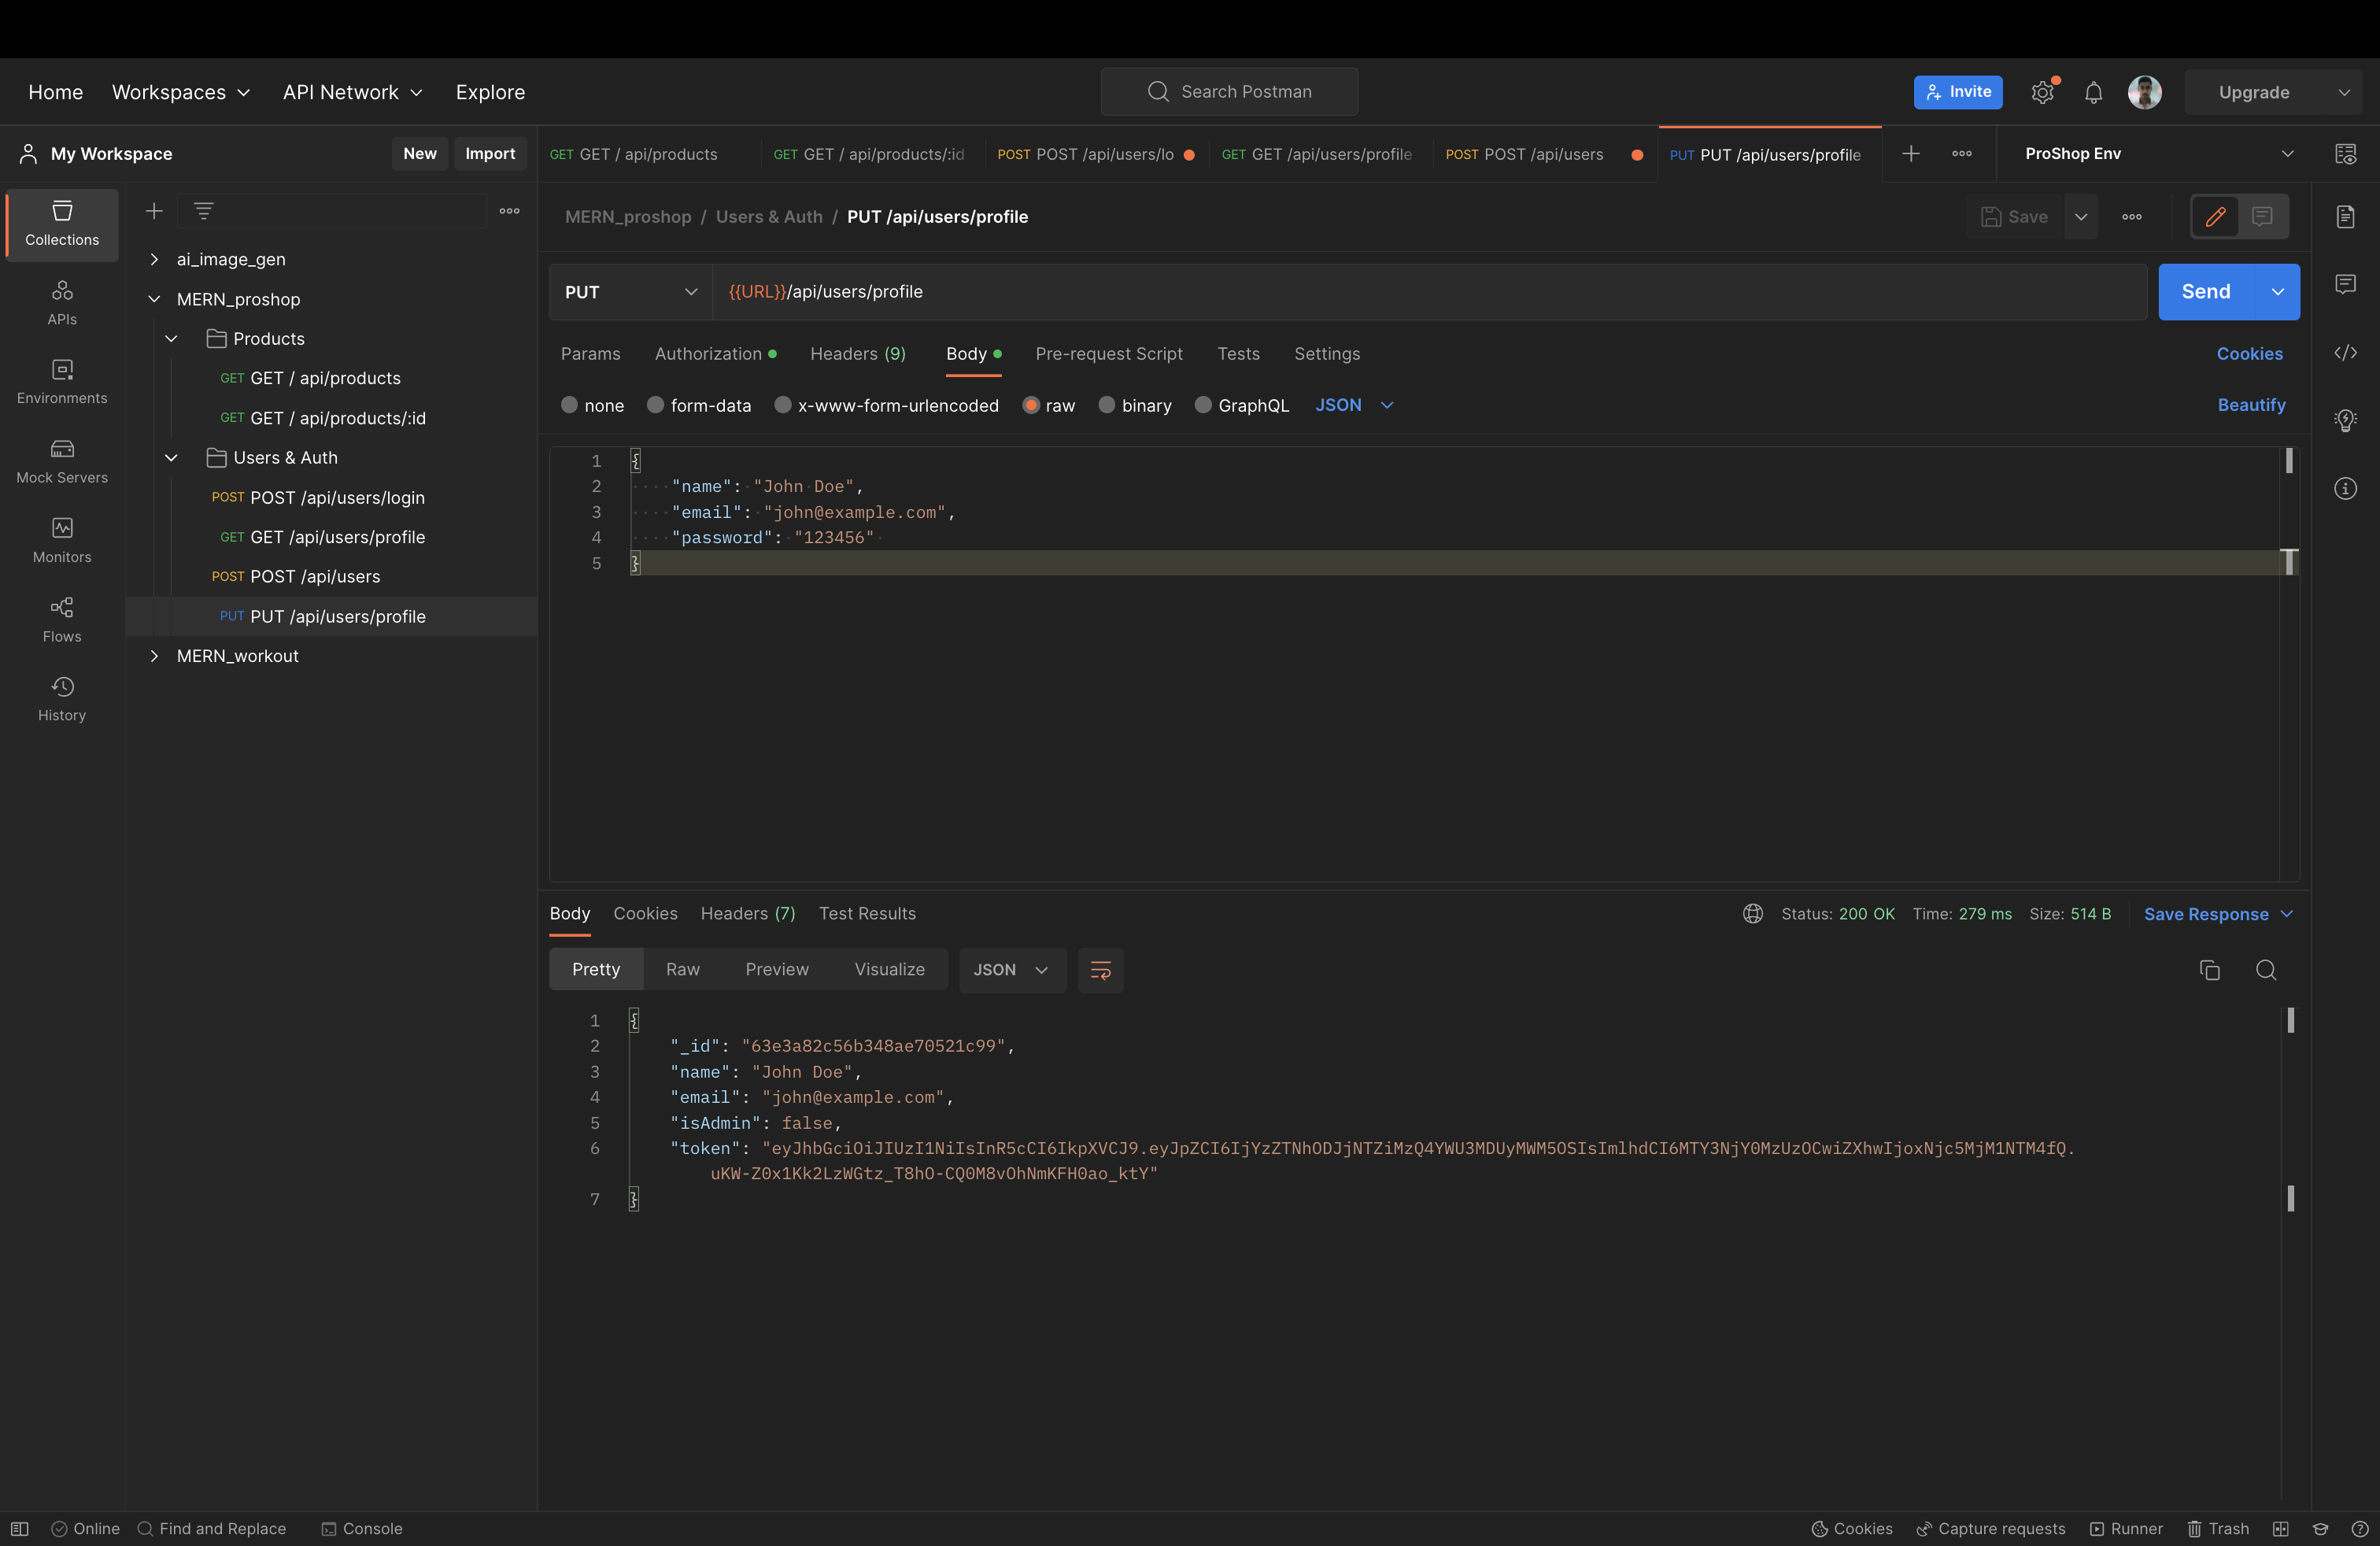 Home Workspaces API Network Explore Search Postman Invite Upgrade
My Workspace New Import
GET GET / api/products GET GET / api/products/:id POST POST /api/users/lo GET GET /api/users/profile POST POST /api/users PUT PUT /api/users/profile ProShop Env
Collections
APIs
Environments
Mock Servers
Monitors
Flows
History
ai_image_gen
MERN_proshop
Products
GET GET / api/products
GET GET / api/products/:id
Users & Auth
POST POST /api/users/login
GET GET /api/users/profile
POST POST /api/users
PUT PUT /api/users/profile
MERN_workout
MERN_proshop / Users & Auth / PUT /api/users/profile Save
PUT {{URL}}/api/users/profile Send
Params Authorization Headers (9) Body Pre-request Script Tests Settings Cookies
none form-data x-www-form-urlencoded raw binary GraphQL JSON Beautify
1 {
2 "name": "John Doe",
3 "email": "john@example.com",
4 "password": "123456"
5 }
Body Cookies Headers (7) Test Results Status: 200 OK Time: 279 ms Size: 514 B Save Response
Pretty Raw Preview Visualize JSON
1 {
2 "_id": "63e3a82c56b348ae70521c99",
3 "name": "John Doe",
4 "email": "john@example.com",
5 "isAdmin": false,
6 "token": "eyJhbGciOiJIUzI1NiIsInR5cCI6IkpXVCJ9.eyJpZCI6IjYzZTNhODJjNTZiMzQ4YWU3MDUyMWM5OSIsImlhdCI6MTY3NjY0MzUzOCwiZXhwIjoxNjc5MjM1NTM4fQ.
uKW-Z0x1Kk2LzWGtz_T8hO-CQ0M8vOhNmKFH0ao_ktY"
7 }
Online Find and Replace Console Cookies Capture requests Runner Trash